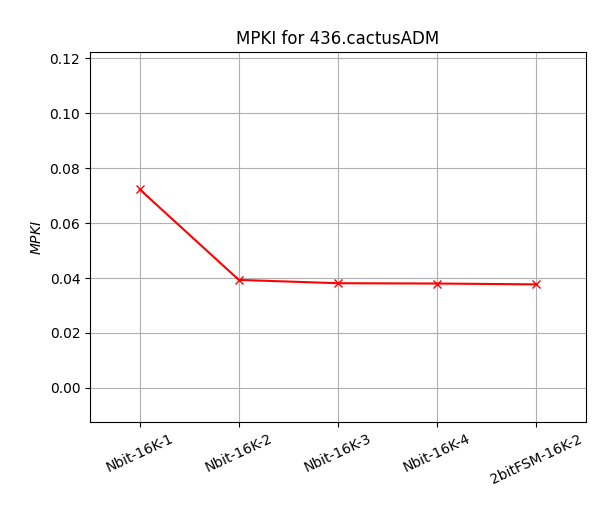 MPKI for 436.cactusADM
0.12
0.10
0.08
0.06
0.04
0.02
0.00
MPKI
Nbit-16K-1
Nbit-16K-2
Nbit-16K-3
Nbit-16K-4
2bitFSM-16K-2